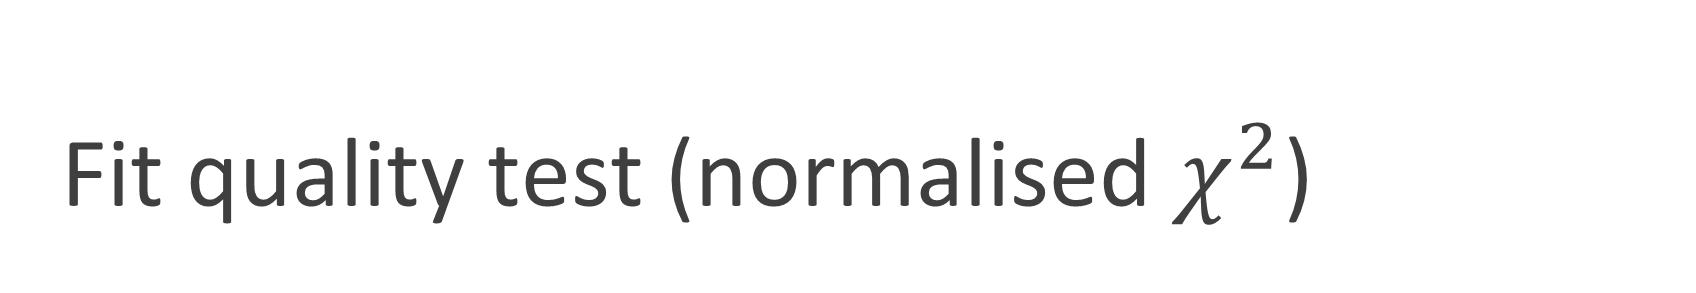 Fit quality test (normalised χ²)